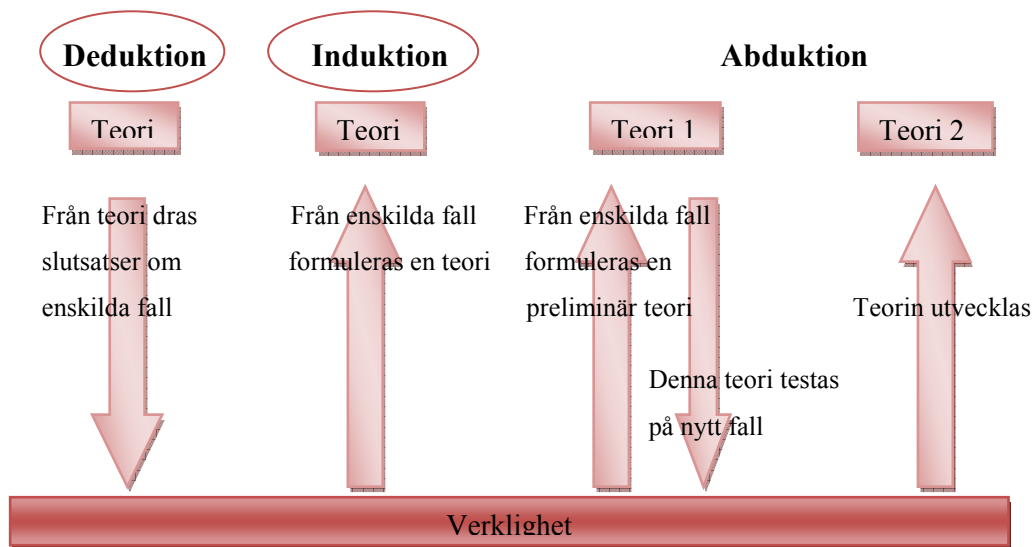 Deduktion
Induktion
Abduktion
Teori
Teori
Teori 1
Teori 2
Från teori dras
slutsatser om
enskilda fall
Från enskilda fall
formuleras en teori
Från enskilda fall
formuleras en
preliminär teori
Denna teori testas
på nytt fall
Teorin utvecklas
Verklighet